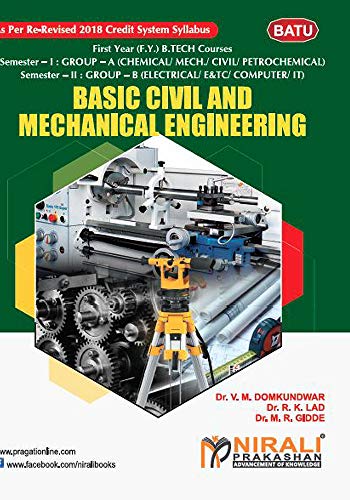 s Per Re-Revised 2018 Credit System Syllabus
BATU
First Year (F.Y.) B.TECH Courses
Semester – I : GROUP – A (CHEMICAL/ MECH./ CIVIL/ PETROCHEMICAL)
Semester – II : GROUP – B (ELECTRICAL/ E&TC/ COMPUTER/ IT)
BASIC CIVIL AND
MECHANICAL ENGINEERING
Dr. V. M. DOMKUNDWAR
Dr. R. K. LAD
Dr. M. R. GIDDE
www.pragationline.com
www.facebook.com/niralibooks
NIRALI
PRAKASHAN
ADVANCEMENT OF KNOWLEDGE